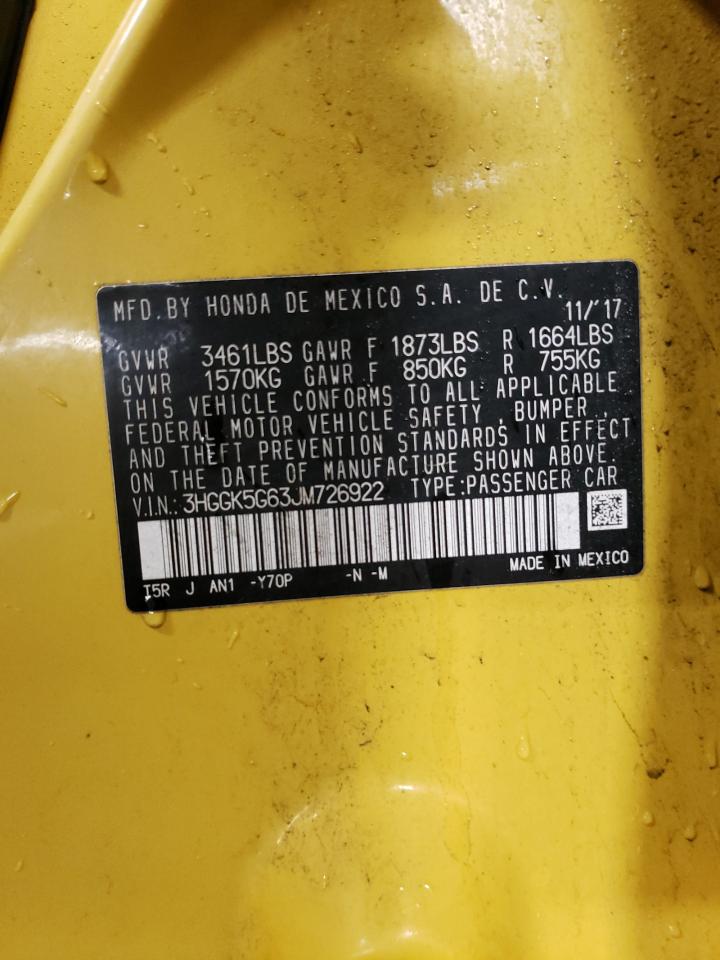 MFD. BY HONDA DE MEXICO S.A. DE C.V.
11/'17
GVWR 3461LBS GAWR F 1873LBS R 1664LBS
GVWR 1570KG GAWR F 850KG R 755KG
THIS VEHICLE CONFORMS TO ALL APPLICABLE
FEDERAL MOTOR VEHICLE SAFETY , BUMPER ,
AND THEFT PREVENTION STANDARDS IN EFFECT
ON THE DATE OF MANUFACTURE SHOWN ABOVE.
V.I.N.: 3HGGK5G63JM726922 TYPE:PASSENGER CAR
T5R J AN1 -Y70P -N -M MADE IN MEXICO